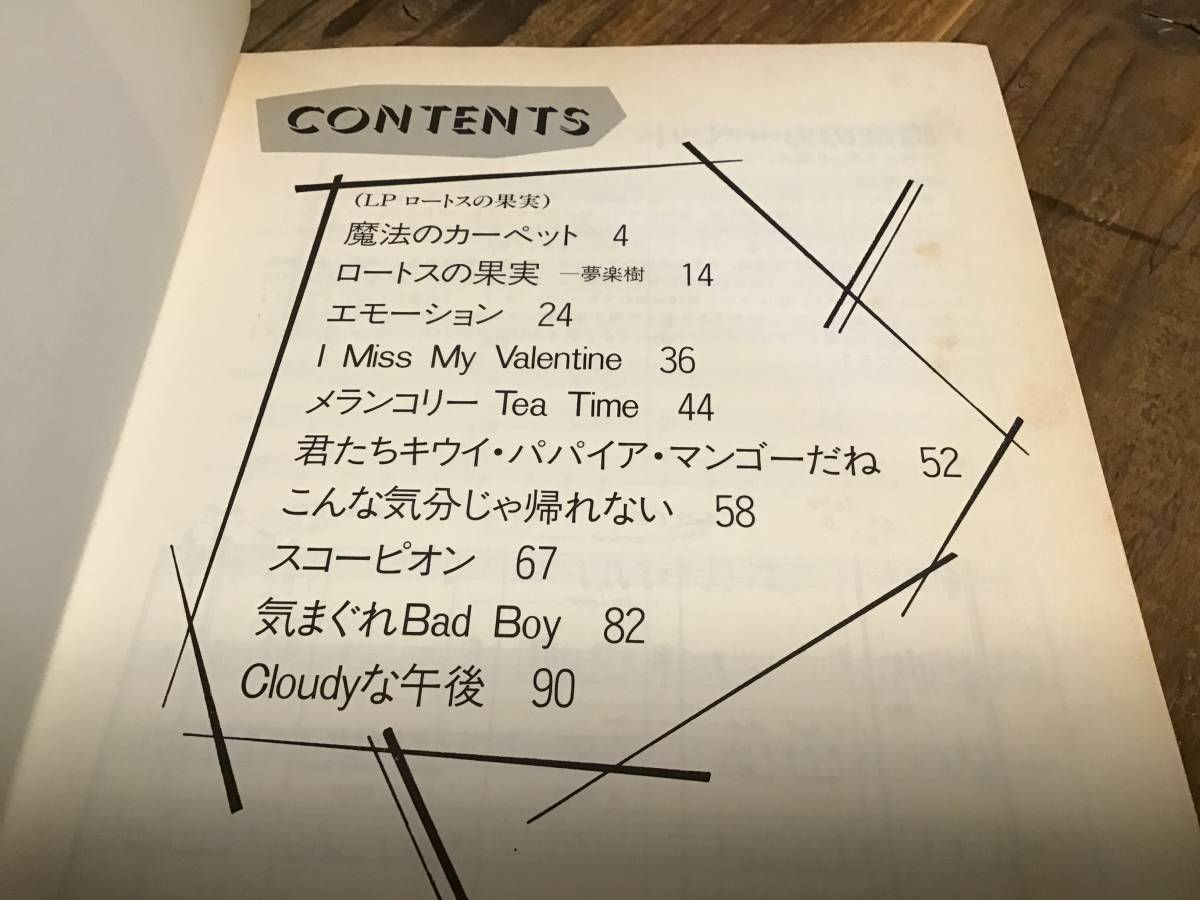 CONTENTS
(LP ロートスの果実)
魔法のカーペット 4
ロートスの果実 —夢楽樹 14
エモーション 24
I Miss My Valentine 36
メランコリー Tea Time 44
君たちキウイ・パパイア・マンゴーだね 52
こんな気分じゃ帰れない 58
スコーピオン 67
気まぐれBad Boy 82
Cloudyな午後 90